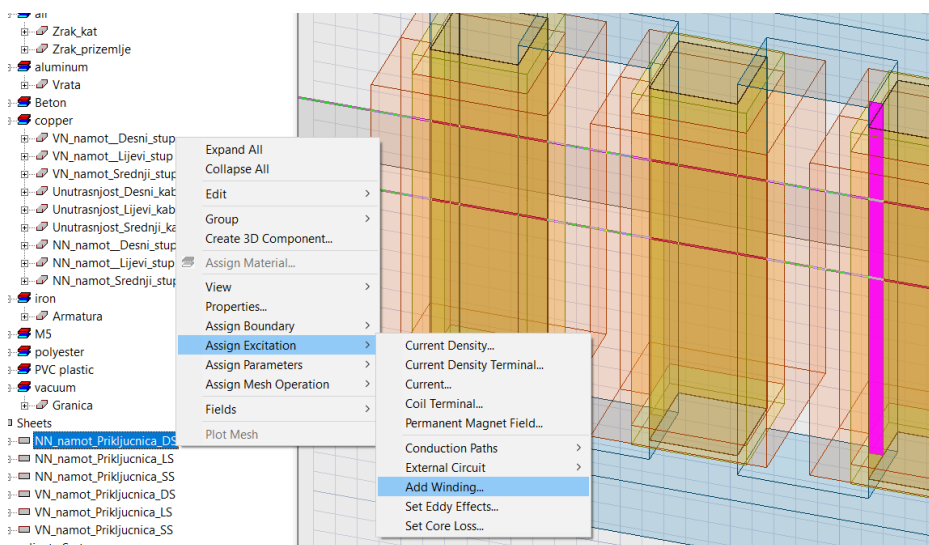 Zrak_kat
Zrak_prizemlje
aluminum
Vrata
Beton
copper
VN_namot__Desni_stup
VN_namot__Lijevi_stup
VN_namot_Srednji_stup
Unutrasnjost_Desni_kab
Unutrasnjost_Lijevi_kab
Unutrasnjost_Srednji_ka
NN_namot__Desni_stup
NN_namot__Lijevi_stup
NN_namot_Srednji_stup
iron
Armatura
M5
polyester
PVC plastic
vacuum
Granica
Sheets
NN_namot_Prikljucnica_DS
NN_namot_Prikljucnica_LS
NN_namot_Prikljucnica_SS
VN_namot_Prikljucnica_DS
VN_namot_Prikljucnica_LS
VN_namot_Prikljucnica_SS
Expand All
Collapse All
Edit
Group
Create 3D Component...
Assign Material...
View
Properties...
Assign Boundary
Assign Excitation
Assign Parameters
Assign Mesh Operation
Fields
Plot Mesh
Current Density...
Current Density Terminal...
Current...
Coil Terminal...
Permanent Magnet Field...
Conduction Paths
External Circuit
Add Winding...
Set Eddy Effects...
Set Core Loss...